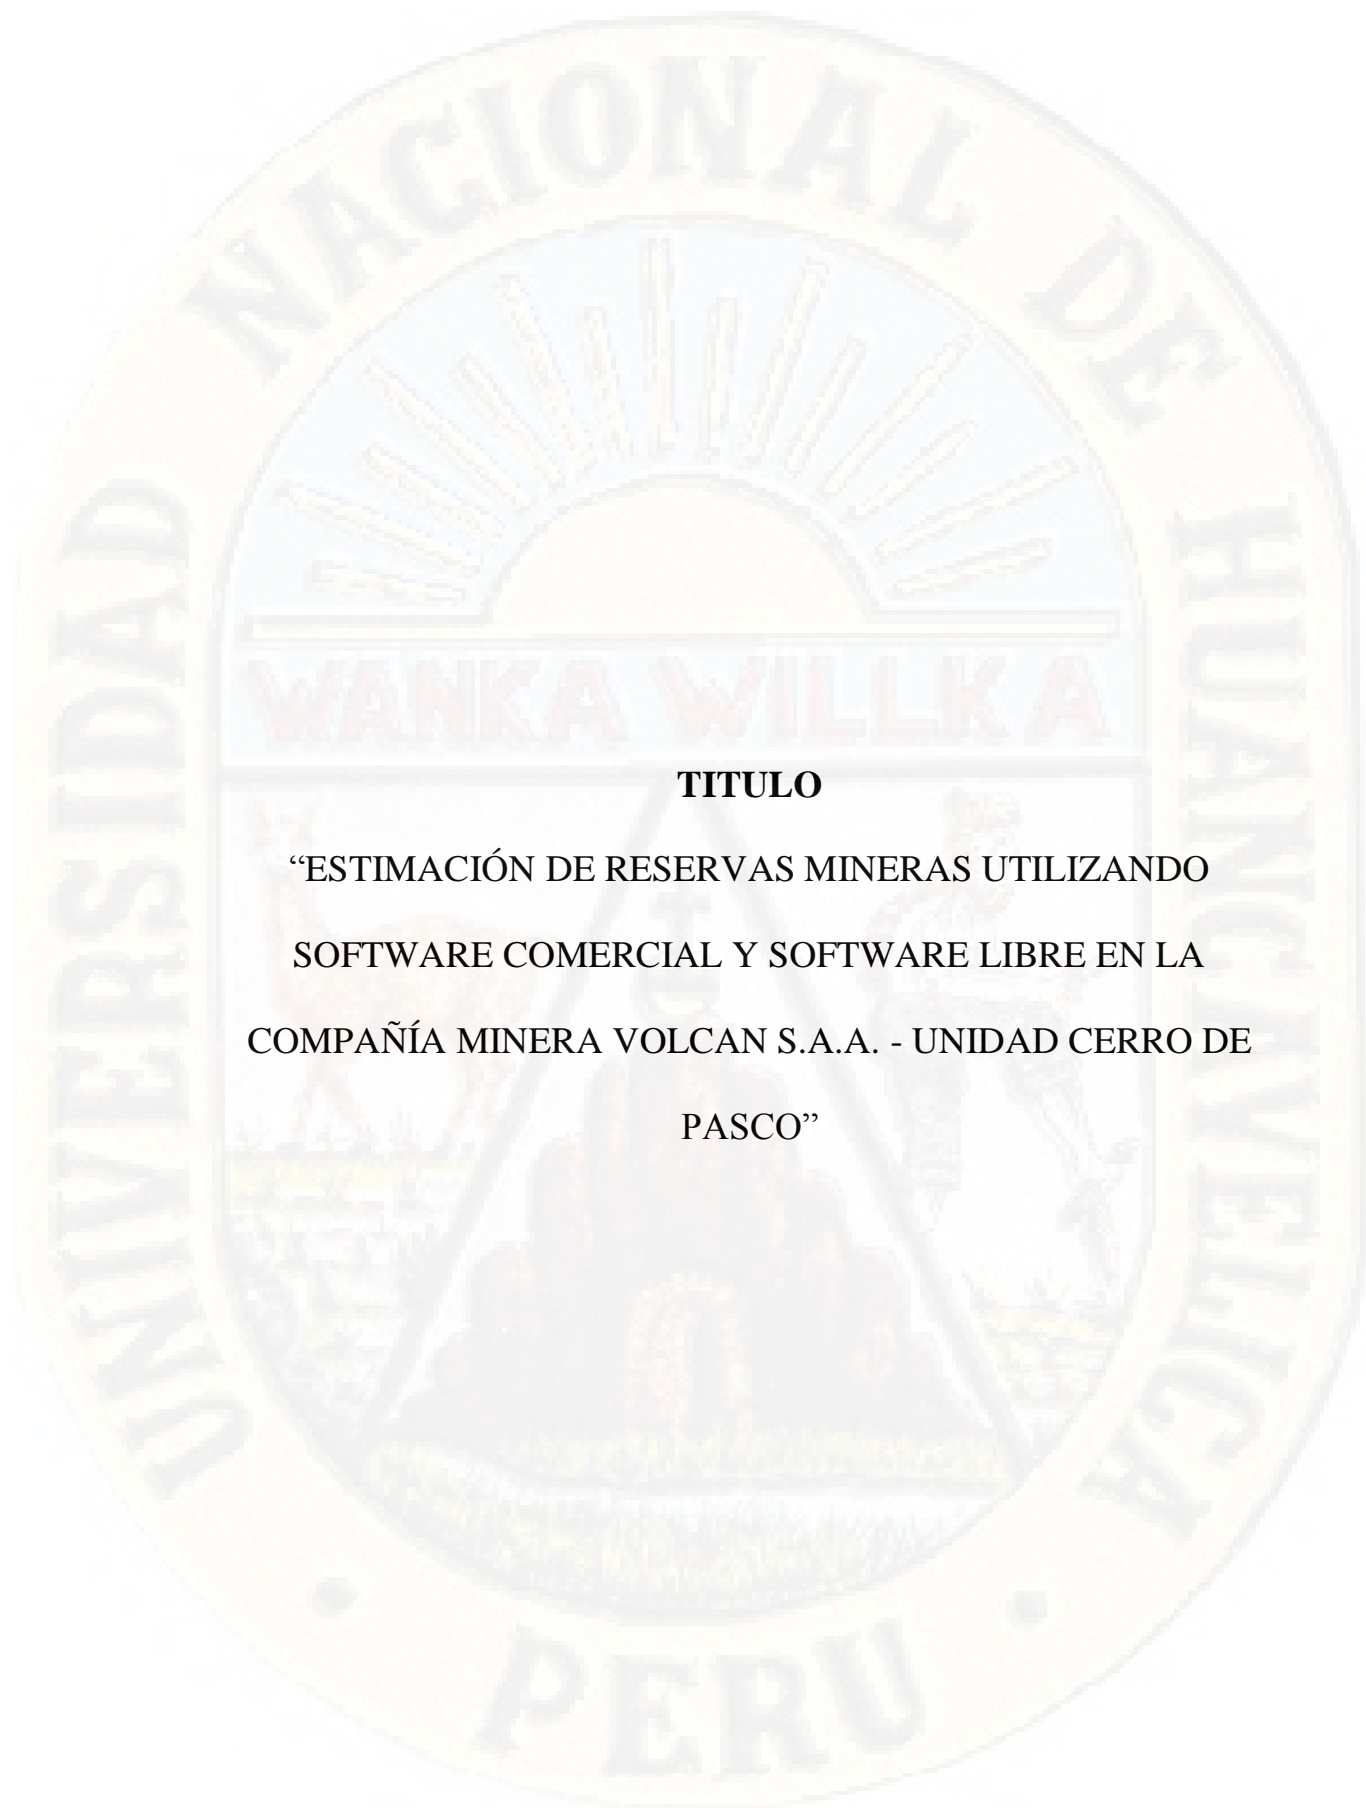 UNIVERSIDAD NACIONAL DE HUANCAVELICA
WANKA WILLKA
TITULO
“ESTIMACIÓN DE RESERVAS MINERAS UTILIZANDO
SOFTWARE COMERCIAL Y SOFTWARE LIBRE EN LA
COMPAÑÍA MINERA VOLCAN S.A.A. - UNIDAD CERRO DE
PASCO”
• PERU •